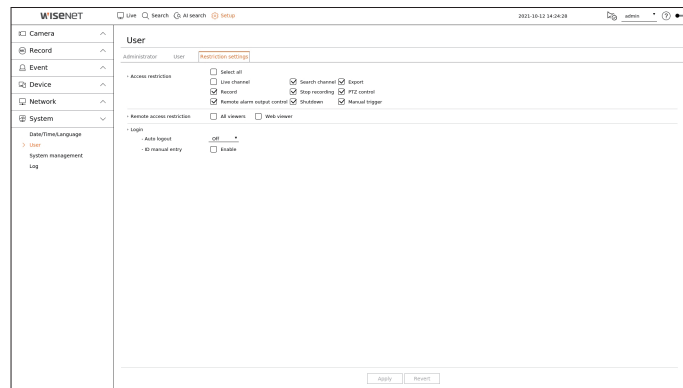 WISENET
Live Search AI search Setup 2021-10-12 14:24:28 admin ?
Camera
Record
Event
Device
Network
System
Date/Time/Language
> User
System management
Log
User
Administrator User Restriction settings
· Access restriction
Select all
Live channel Search channel Export
Record Stop recording PTZ control
Remote alarm output control Shutdown Manual trigger
· Remote access restriction All viewers Web viewer
· Login
- Auto logout Off
- ID manual entry Enable
Apply Revert